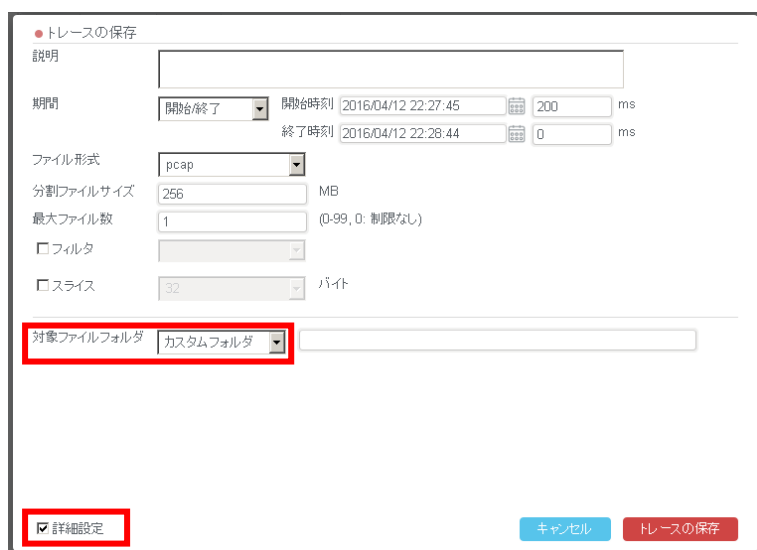 トレースの保存
説明
期間 開始/終了 開始時刻 2016/04/12 22:27:45 200 ms
終了時刻 2016/04/12 22:28:44 0 ms
ファイル形式 pcap
分割ファイルサイズ 256 MB
最大ファイル数 1 (0-99, 0: 制限なし)
フィルタ
スライス 32 バイト
対象ファイルフォルダ カスタムフォルダ
詳細設定 キャンセル トレースの保存